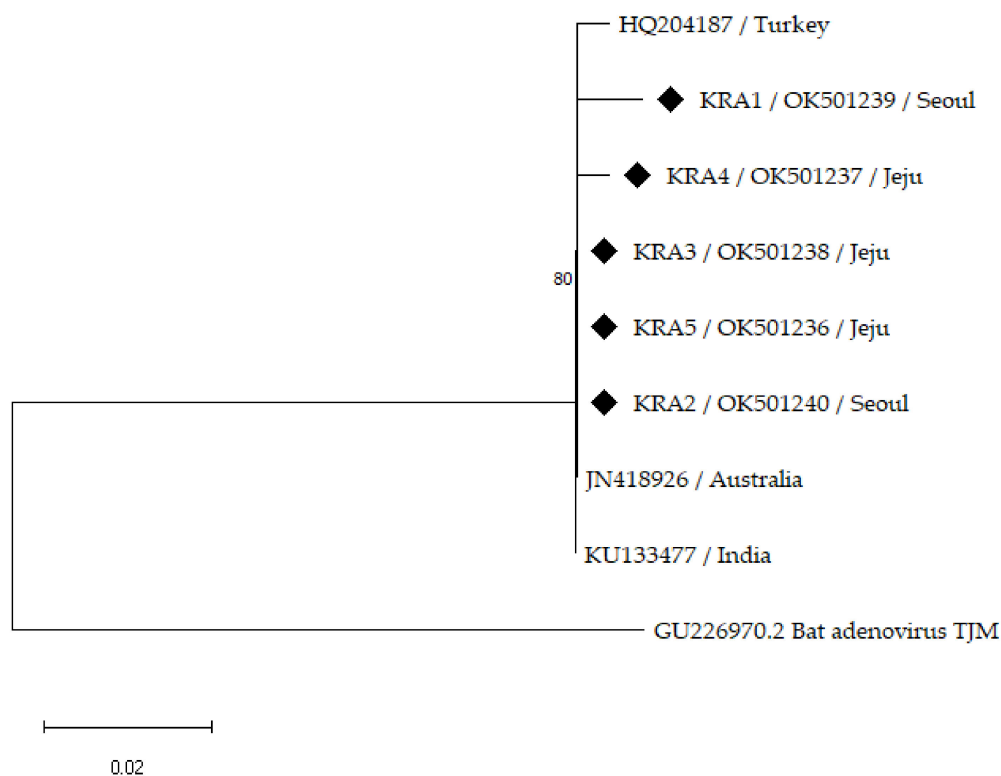 HQ204187 / Turkey
KRA1 / OK501239 / Seoul
KRA4 / OK501237 / Jeju
KRA3 / OK501238 / Jeju
80
KRA5 / OK501236 / Jeju
KRA2 / OK501240 / Seoul
JN418926 / Australia
KU133477 / India
GU226970.2 Bat adenovirus TJM
0.02